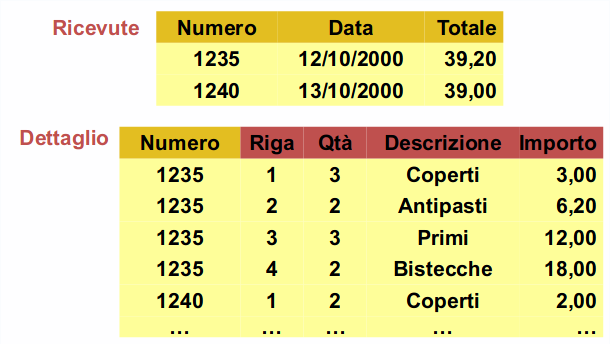 Ricevute Numero Data Totale
1235 12/10/2000 39,20
1240 13/10/2000 39,00
Dettaglio Numero Riga Qtà Descrizione Importo
1235 1 3 Coperti 3,00
1235 2 2 Antipasti 6,20
1235 3 3 Primi 12,00
1235 4 2 Bistecche 18,00
1240 1 2 Coperti 2,00
… … … … …